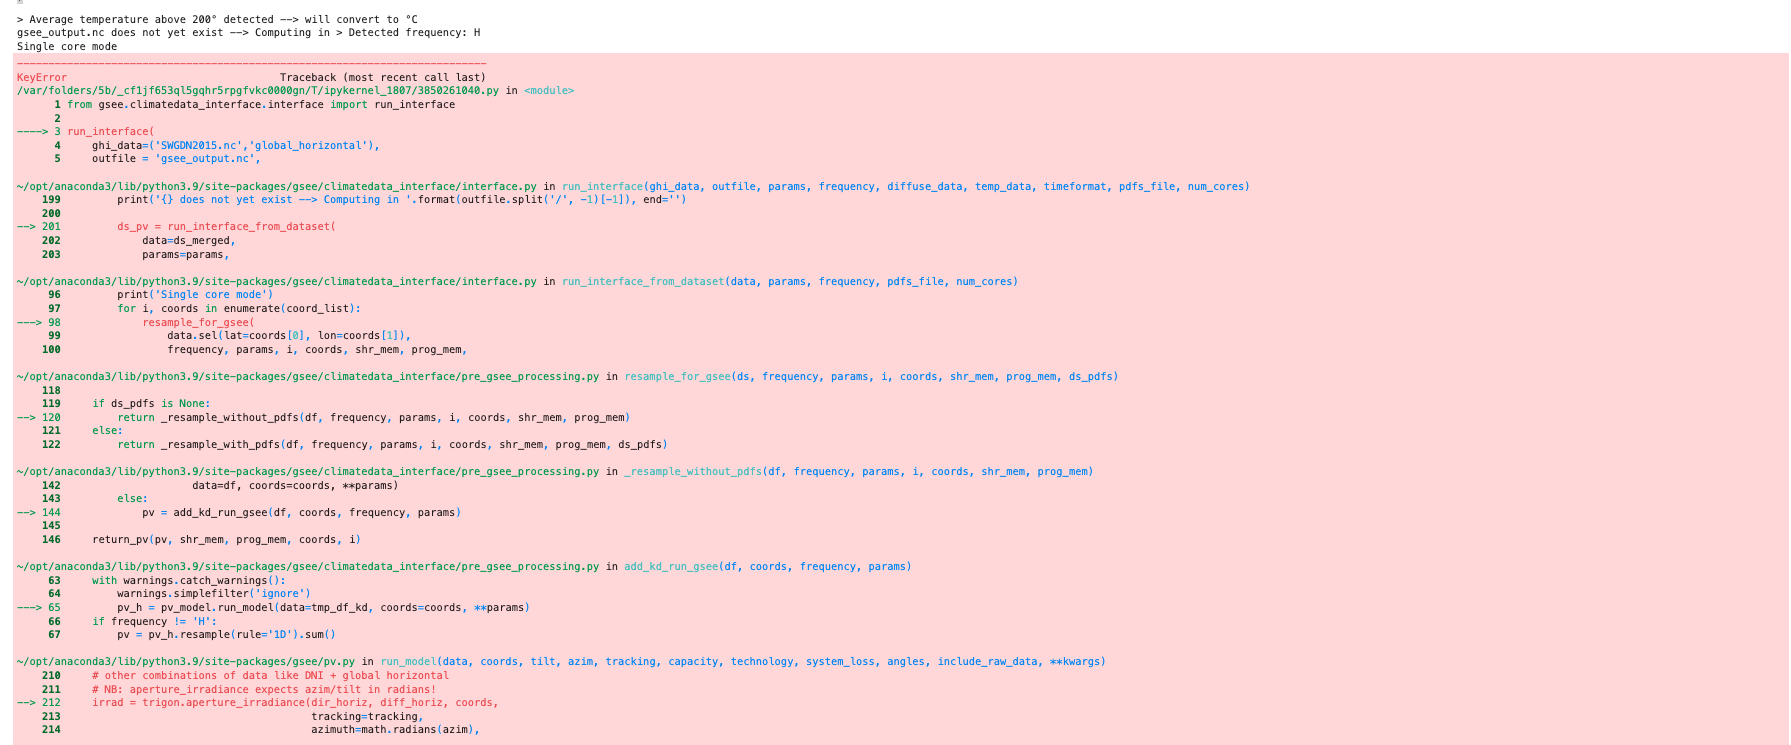 > Average temperature above 200° detected --> will convert to °C
gsee_output.nc does not yet exist --> Computing in > Detected frequency: H
Single core mode
---------------------------------------------------------------------------
KeyError                                  Traceback (most recent call last)
/var/folders/5b/_cf1jf653ql5gqhr5rpgfvkc0000gn/T/ipykernel_1807/3850261040.py in <module>
      1 from gsee.climatedata_interface.interface import run_interface
      2
----> 3 run_interface(
      4     ghi_data=('SWGDN2015.nc','global_horizontal'),
      5     outfile = 'gsee_output.nc',
~/opt/anaconda3/lib/python3.9/site-packages/gsee/climatedata_interface/interface.py in run_interface(ghi_data, outfile, params, frequency, diffuse_data, temp_data, timeformat, pdfs_file, num_cores)
    199         print('{} does not yet exist --> Computing in '.format(outfile.split('/', -1)[-1]), end='')
    200
--> 201         ds_pv = run_interface_from_dataset(
    202             data=ds_merged,
    203             params=params,
~/opt/anaconda3/lib/python3.9/site-packages/gsee/climatedata_interface/interface.py in run_interface_from_dataset(data, params, frequency, pdfs_file, num_cores)
     96         print('Single core mode')
     97         for i, coords in enumerate(coord_list):
---> 98             resample_for_gsee(
     99                 data.sel(lat=coords[0], lon=coords[1]),
    100                 frequency, params, i, coords, shr_mem, prog_mem,
~/opt/anaconda3/lib/python3.9/site-packages/gsee/climatedata_interface/pre_gsee_processing.py in resample_for_gsee(ds, frequency, params, i, coords, shr_mem, prog_mem, ds_pdfs)
    118
    119     if ds_pdfs is None:
--> 120         return _resample_without_pdfs(df, frequency, params, i, coords, shr_mem, prog_mem)
    121     else:
    122         return _resample_with_pdfs(df, frequency, params, i, coords, shr_mem, prog_mem, ds_pdfs)
~/opt/anaconda3/lib/python3.9/site-packages/gsee/climatedata_interface/pre_gsee_processing.py in _resample_without_pdfs(df, frequency, params, i, coords, shr_mem, prog_mem)
    142                     data=df, coords=coords, **params)
    143         else:
--> 144             pv = add_kd_run_gsee(df, coords, frequency, params)
    145
    146     return_pv(pv, shr_mem, prog_mem, coords, i)
~/opt/anaconda3/lib/python3.9/site-packages/gsee/climatedata_interface/pre_gsee_processing.py in add_kd_run_gsee(df, coords, frequency, params)
     63     with warnings.catch_warnings():
     64         warnings.simplefilter('ignore')
---> 65         pv_h = pv_model.run_model(data=tmp_df_kd, coords=coords, **params)
     66     if frequency != 'H':
     67         pv = pv_h.resample(rule='1D').sum()
~/opt/anaconda3/lib/python3.9/site-packages/gsee/pv.py in run_model(data, coords, tilt, azim, tracking, capacity, technology, system_loss, angles, include_raw_data, **kwargs)
    210     # other combinations of data like DNI + global horizontal
    211     # NB: aperture_irradiance expects azim/tilt in radians!
--> 212     irrad = trigon.aperture_irradiance(dir_horiz, diff_horiz, coords,
    213                                        tracking=tracking,
    214                                        azimuth=math.radians(azim),